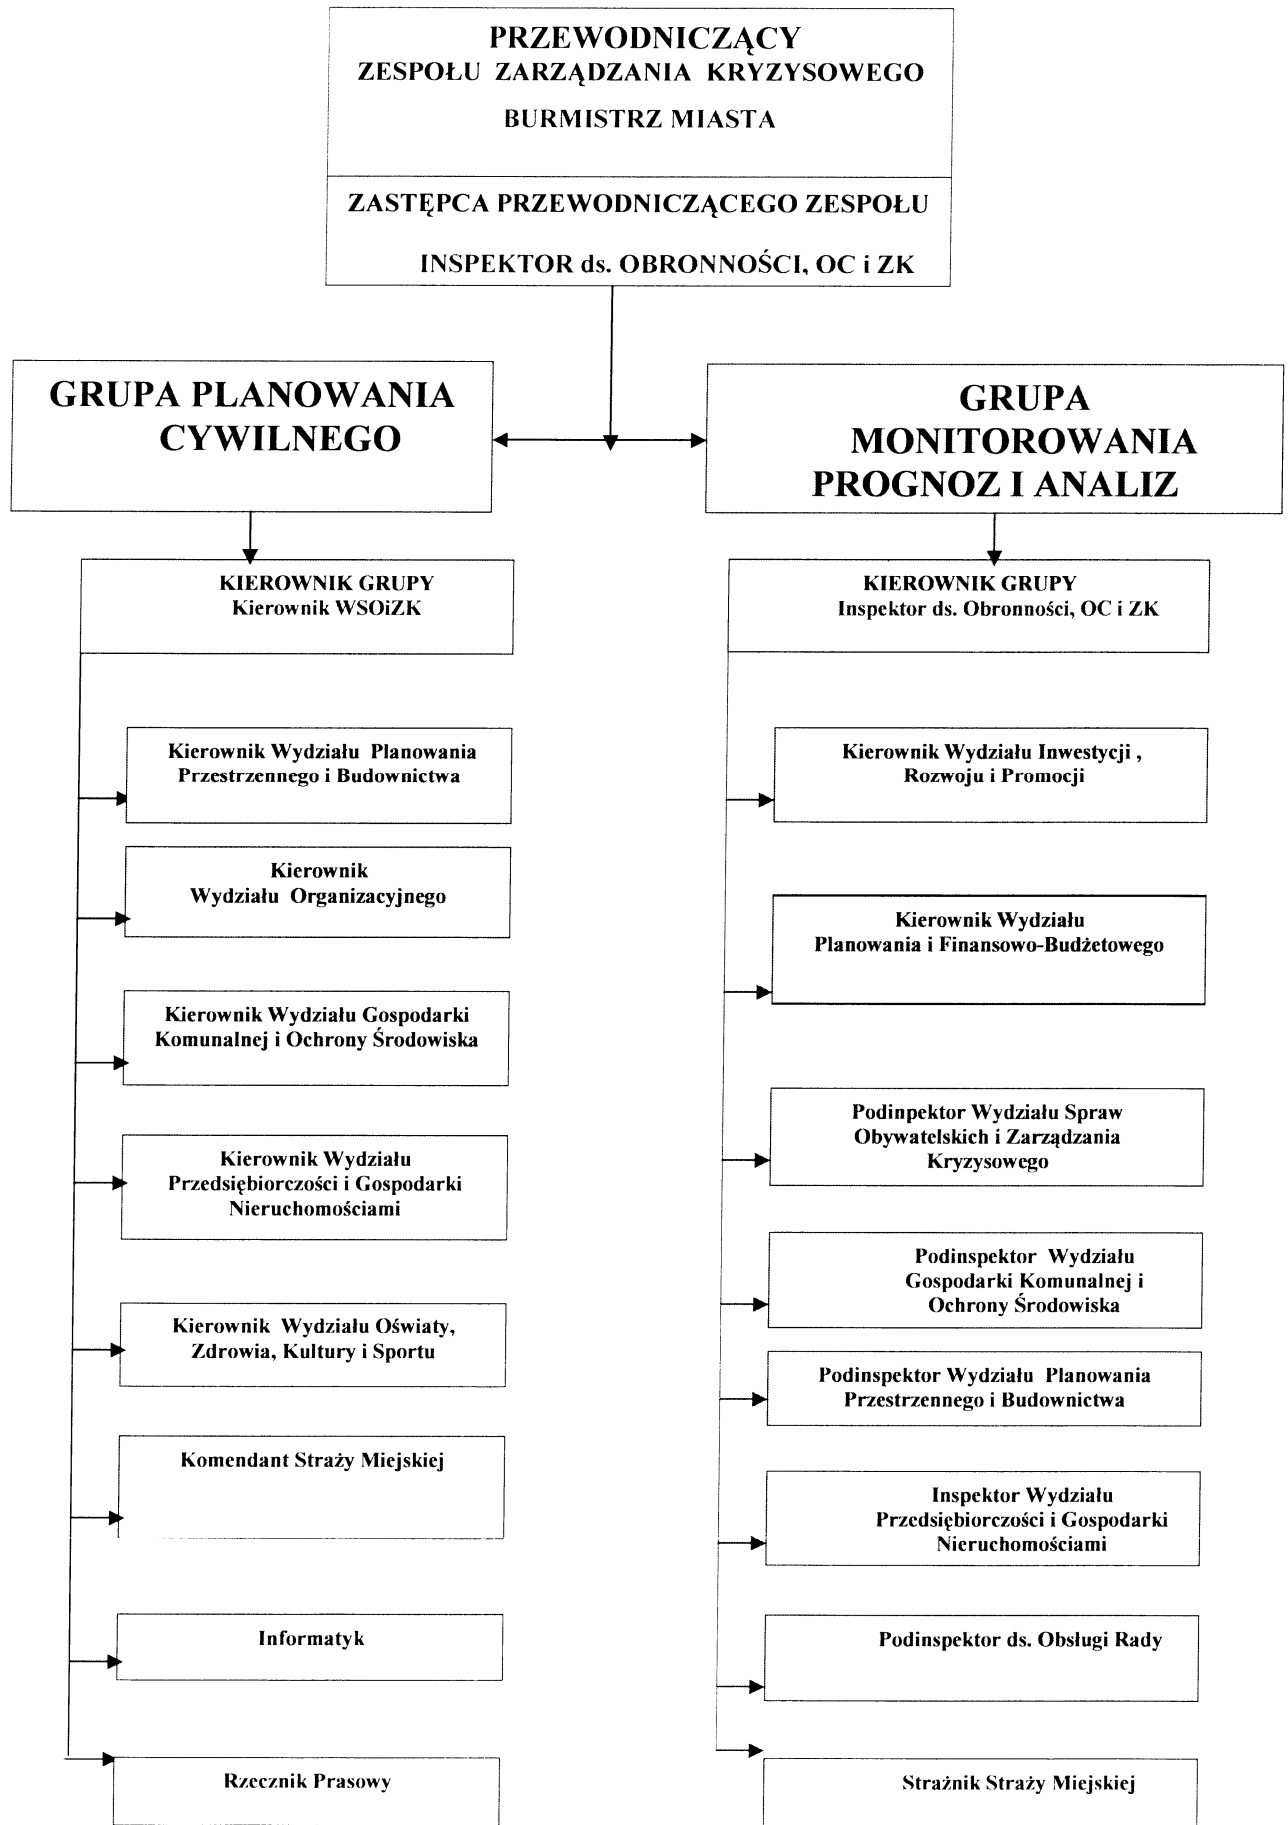 PRZEWODNICZĄCY
ZESPOŁU ZARZĄDZANIA KRYZYSOWEGO
BURMISTRZ MIASTA
ZASTĘPCA PRZEWODNICZĄCEGO ZESPOŁU
INSPEKTOR ds. OBRONNOŚCI, OC i ZK
GRUPA PLANOWANIA
CYWILNEGO
GRUPA
MONITOROWANIA
PROGNOZ I ANALIZ
KIEROWNIK GRUPY
Kierownik WSOiZK
Kierownik Wydziału Planowania
Przestrzennego i Budownictwa
Kierownik
Wydziału Organizacyjnego
Kierownik Wydziału Gospodarki
Komunalnej i Ochrony Środowiska
Kierownik Wydziału
Przedsiębiorczości i Gospodarki
Nieruchomościami
Kierownik Wydziału Oświaty,
Zdrowia, Kultury i Sportu
Komendant Straży Miejskiej
Informatyk
Rzecznik Prasowy
KIEROWNIK GRUPY
Inspektor ds. Obronności, OC i ZK
Kierownik Wydziału Inwestycji ,
Rozwoju i Promocji
Kierownik Wydziału
Planowania i Finansowo-Budżetowego
Podinpektor Wydziału Spraw
Obywatelskich i Zarządzania
Kryzysowego
Podinspektor Wydziału
Gospodarki Komunalnej i
Ochrony Środowiska
Podinspektor Wydziału Planowania
Przestrzennego i Budownictwa
Inspektor Wydziału
Przedsiębiorczości i Gospodarki
Nieruchomościami
Podinspektor ds. Obsługi Rady
Strażnik Straży Miejskiej